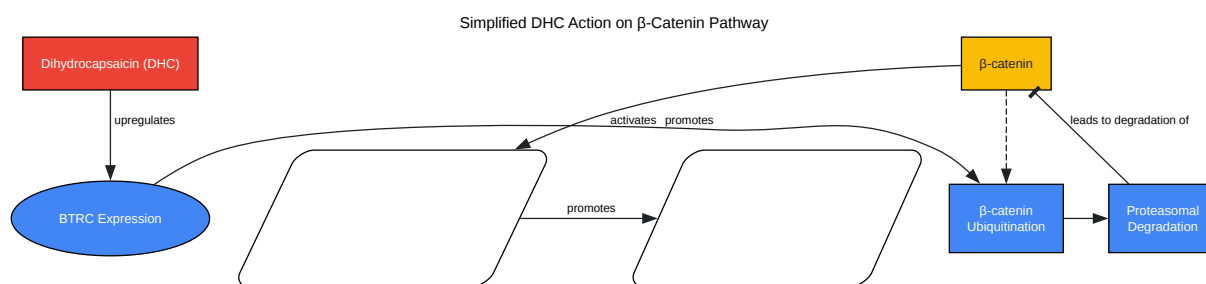 Simplified DHC Action on β-Catenin Pathway
Dihydrocapsaicin (DHC)
β-catenin
upregulates
activates
promotes
leads to degradation of
BTRC Expression
promotes
β-catenin
Ubiquitination
Proteasomal
Degradation